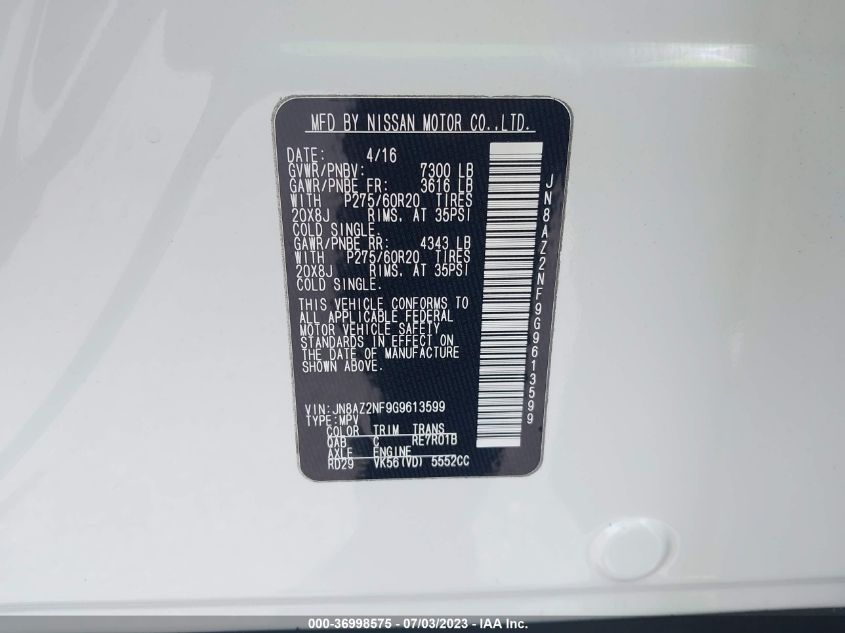 MFD BY NISSAN MOTOR CO.,LTD.
DATE: 4/16
GVWR/PNBV: 7300 LB
GAWR/PNBE FR: 3616 LB
WITH P275/60R20 TIRES
20X8J RIMS. AT 35PSI
COLD SINGLE.
GAWR/PNBE RR: 4343 LB
WITH P275/60R20 TIRES
20X8J RIMS. AT 35PSI
COLD SINGLE.
THIS VEHICLE CONFORMS TO
ALL APPLICABLE FEDERAL
MOTOR VEHICLE SAFETY
STANDARDS IN EFFECT ON
THE DATE OF MANUFACTURE
SHOWN ABOVE.
VIN: JN8AZ2NF9G9613599
TYPE: MPV
COLOR TRIM TRANS
QAB C RE7R01B
AXLE ENGINE
RD29 VK56(VD) 5552CC
JN8AZ2NF9G9613599
000-36998575 - 07/03/2023 - IAA Inc.